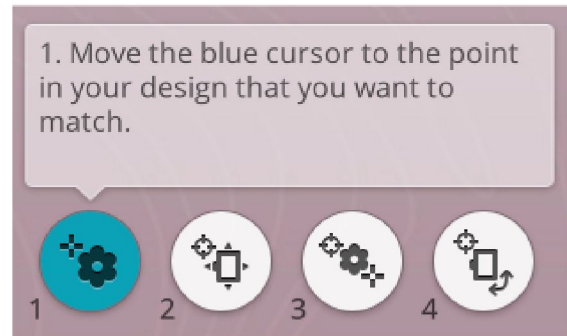 1. Move the blue cursor to the point
in your design that you want to
match.
1 2 3 4